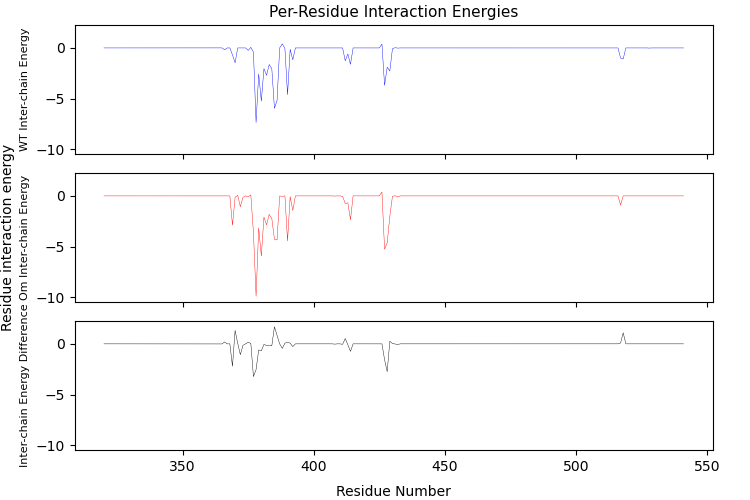 Per-Residue Interaction Energies
Residue interaction energy
WT Inter-chain Energy
0
−5
−10
Om Inter-chain Energy
0
−5
−10
Inter-chain Energy Difference
0
−5
−10
350
400
450
500
550
Residue Number